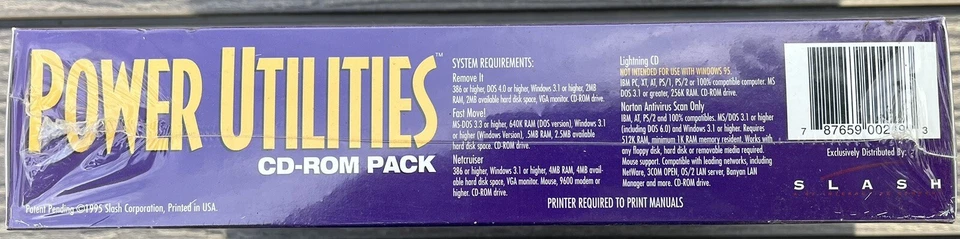 POWER UTILITIES™
CD-ROM PACK
Patent Pending ©1995 Slash Corporation, Printed in USA.
SYSTEM REQUIREMENTS:
Remove It
386 or higher, DOS 4.0 or higher, Windows 3.1 or higher, 2MB
RAM, 2MB available hard disk space, VGA monitor. CD-ROM drive.
Fast Move!
MS-DOS 3.3 or higher, 640K RAM (DOS version), Windows 3.1
or higher (Windows Version), .5MB RAM, 2.5MB available
hard disk space. CD-ROM drive.
Netcruiser
386 or higher, Windows 3.1 or higher, 4MB RAM, 4MB avail-
able hard disk space, VGA monitor. Mouse, 9600 modem or
higher. CD-ROM drive.
Lightning CD
NOT INTENDED FOR USE WITH WINDOWS 95.
IBM PC, XT, AT, PS/1, PS/2 or 100% compatible computer. MS
DOS 3.1 or greater, 256K RAM. CD-ROM drive.
Norton Antivirus Scan Only
IBM, AT, PS/2 and 100% compatibles. MS/DOS 3.1 or higher
(including DOS 6.0) and Windows 3.1 or higher. Requires
512K RAM, minimum 1K RAM memory resident. Works with
any floppy disk, hard disk or removable media required.
Mouse support. Compatible with leading networks, including
NetWare, 3COM OPEN, OS/2 LAN server, Banyan LAN
Manager and more. CD-ROM drive.
PRINTER REQUIRED TO PRINT MANUALS
7 87659 3
Exclusively Distributed By:
SLASH